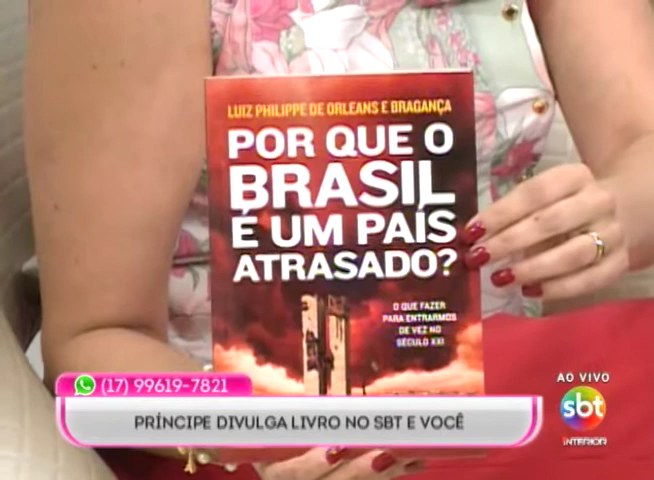 LUIZ PHILIPPE DE ORLEANS E BRAGANÇA
POR QUE O
BRASIL
É UM PAÍS
ATRASADO?
O QUE FAZER
PARA ENTRARMOS
DE VEZ NO
SÉCULO XXI
(17) 99619-7821
PRÍNCIPE DIVULGA LIVRO NO SBT E VOCÊ
AO VIVO
sbt
INTERIOR